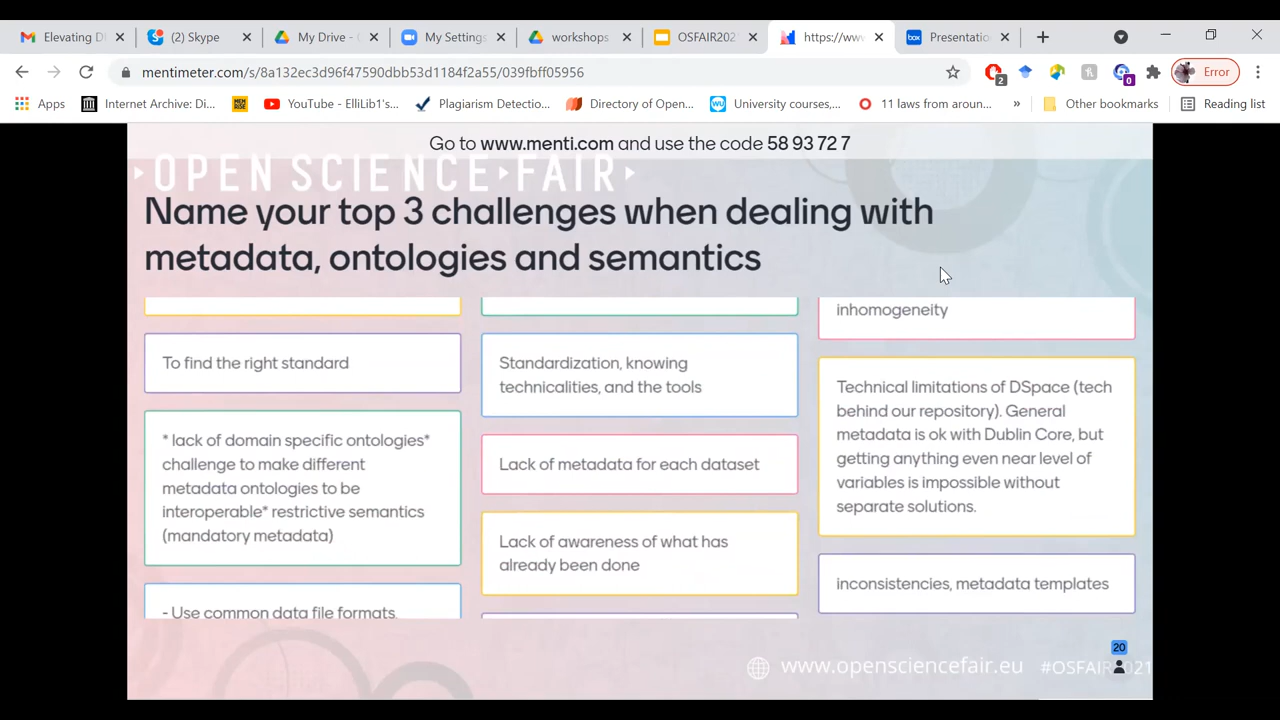 Elevating D
(2) Skype
My Drive -
My Settings
workshops
OSFAIR202
https://ww
Presentatio
mentimeter.com/s/8a132bc3d96f47590dbb53f1184f2a55/039fbff05956
2
0
Error
Apps
Internet Archive: Di...
YouTube - ElliLib1's...
Plagiarism Detectio...
Directory of Open...
WU
University courses,...
11 laws from aroun...
»
Other bookmarks
Reading list
Go to www.menti.com and use the code 58 93 72 7
OPEN SCIENCE FAIR
Name your top 3 challenges when dealing with
metadata, ontologies and semantics
To find the right standard
* lack of domain specific ontologies*
challenge to make different
metadata ontologies to be
interoperable* restrictive semantics
(mandatory metadata)
- Use common data file formats,
Standardization, knowing
technicalities, and the tools
Lack of metadata for each dataset
Lack of awareness of what has
already been done
inhomogeneity
Technical limitations of DSpace (tech
behind our repository). General
metadata is ok with Dublin Core, but
getting anything even near level of
variables is impossible without
separate solutions.
inconsistencies, metadata templates
20
www.opensciencefair.eu #OSFAIR2021